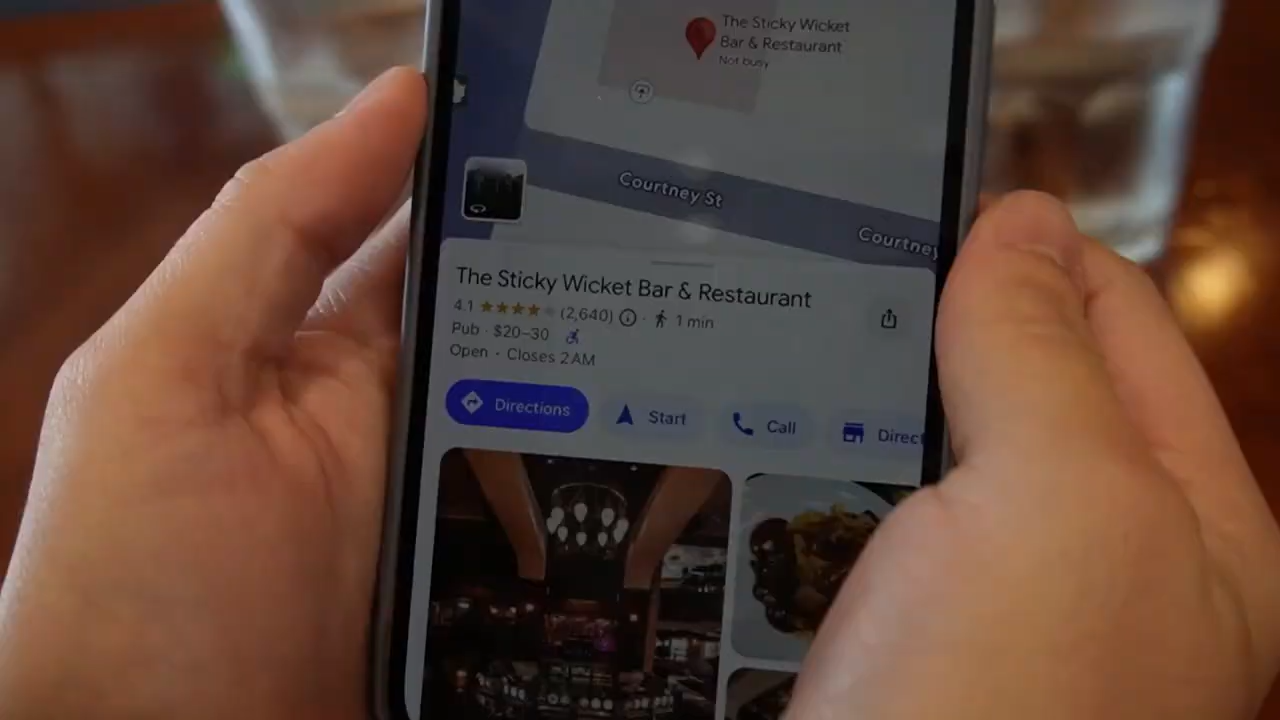 The Sticky Wicket
Bar & Restaurant
Not busy
Courtney St
Courtney
The Sticky Wicket Bar & Restaurant
4.1 (2,640) · 1 min
Pub · $20–30
Open · Closes 2 AM
Directions
Start
Call
Direct